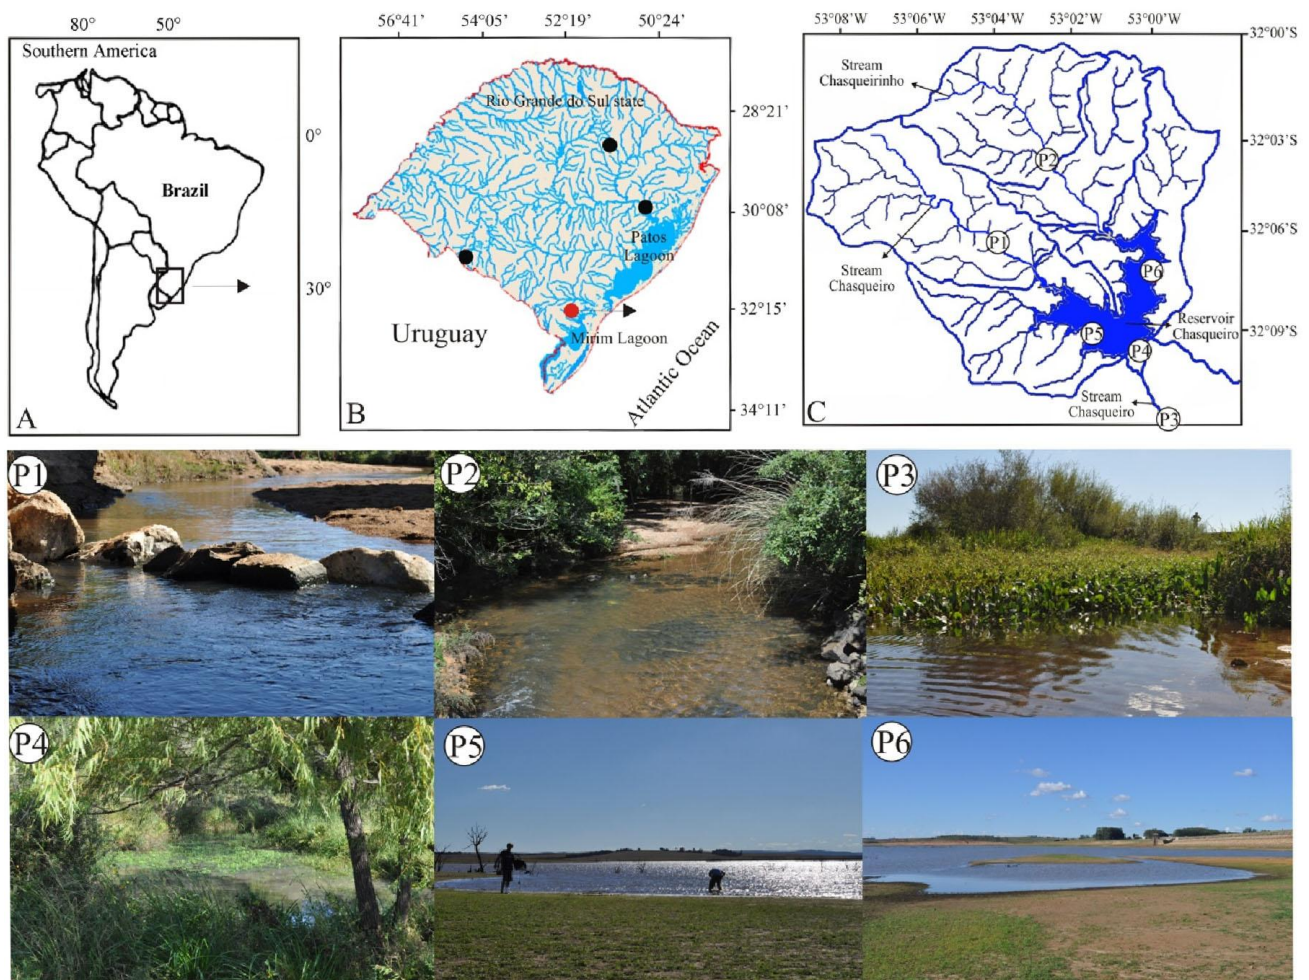 80° 50°
Southern America
0°
Brazil
30°
A
56°41' 54°05' 52°19' 50°24'
Rio Grande do Sul state
28°21'
30°08'
Patos
Lagoon
32°15'
Uruguay
Mirim Lagoon
Atlantic Ocean
34°11'
B
53°08'W 53°06'W 53°04'W 53°02'W 53°00'W
32°00'S
Stream
Chasqueirinho
32°03'S
P2
32°06'S
P1
Stream
Chasqueiro
P6
Reservoir
Chasqueiro
32°09'S
P5
P4
Stream
Chasqueiro
P3
C
P1
P2
P3
P4
P5
P6